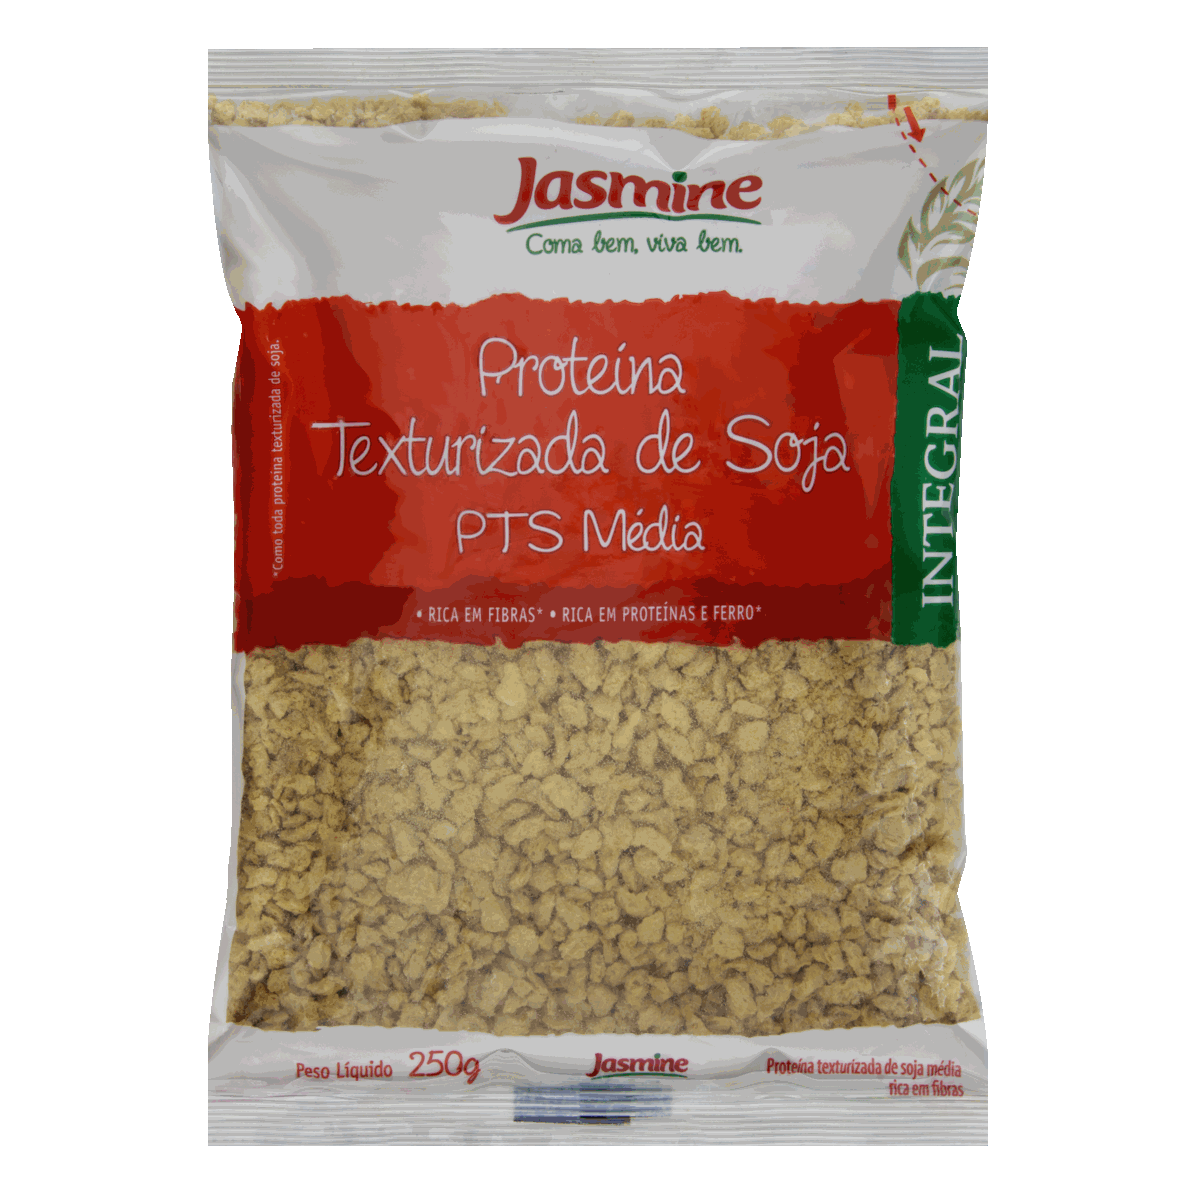 Jasmine
Coma bem, viva bem.
Proteína
Texturizada de Soja
PTS Média
• RICA EM FIBRAS* • RICA EM PROTEÍNAS E FERRO*
*Como toda proteína texturizada de soja.
INTEGRAL
Peso Líquido 250g
Jasmine
Proteína texturizada de soja média
rica em fibras